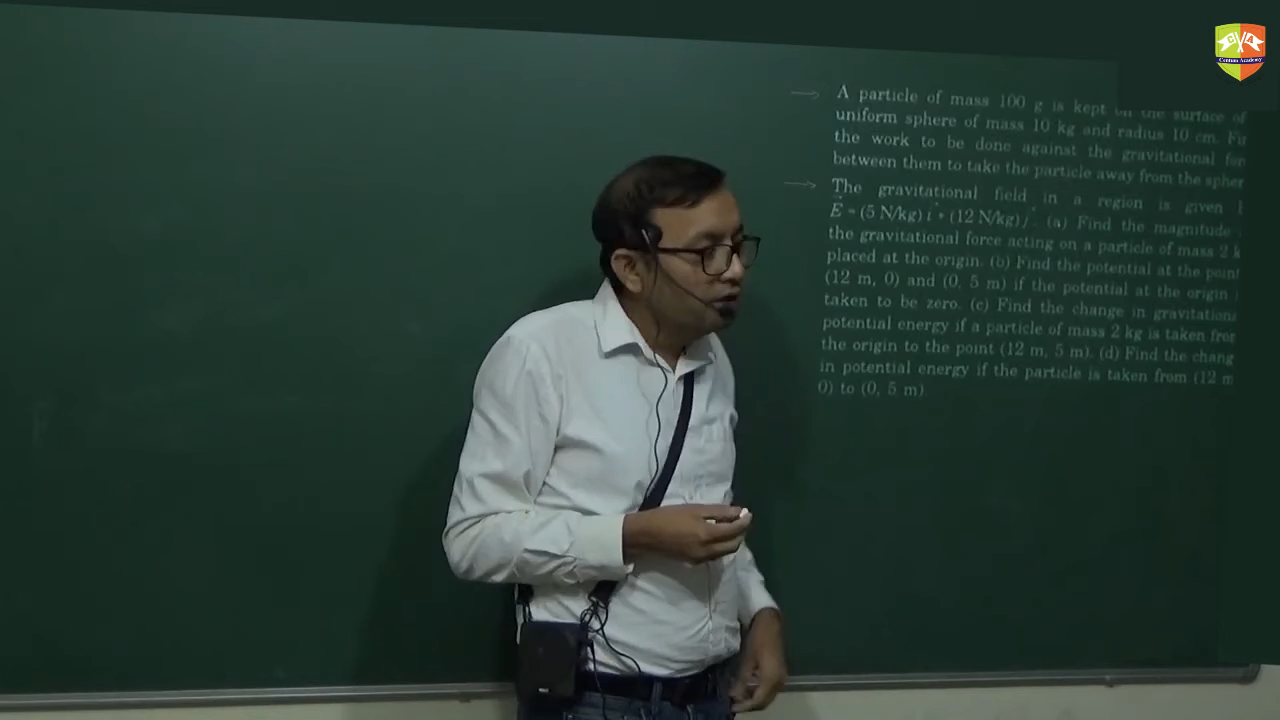 A particle of mass 100 g is kept on the surface of
uniform sphere of mass 10 kg and radius 10 cm.
the work to be done against the gravitational
between them to take the particle away from the
The gravitational field in a region is given
E = (5 N/kg) i + (12 N/kg) j. (a) Find the magnitude
the gravitational force acting on a particle of mass 2
placed at the origin. (b) Find the potential at the
(12 m, 0) and (0, 5 m) if the potential at the origin
taken to be zero. (c) Find the change in
potential energy if a particle of mass 2 kg is taken
the origin to the point (12 m, 5 m). (d) Find the
in potential energy if the particle is taken from (12 m
0) to (0, 5 m)
Centum Academy